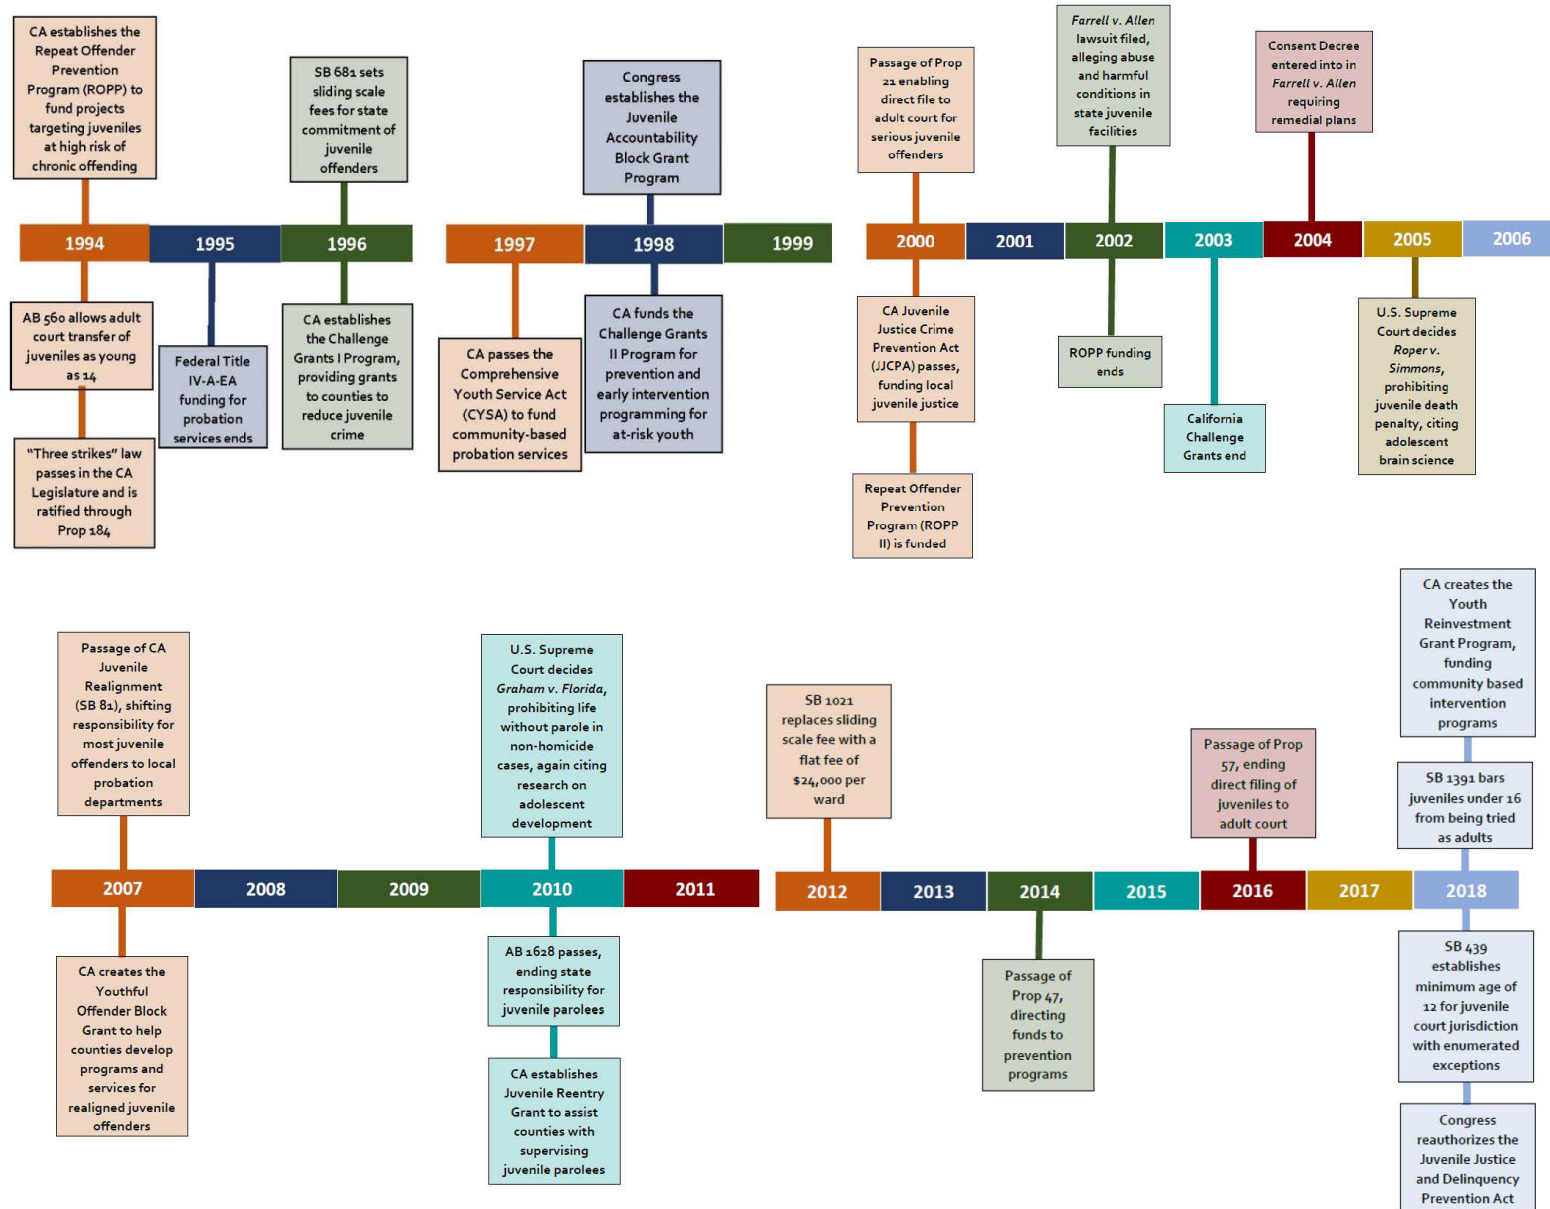 CA establishes the
Repeat Offender
Prevention
Program (ROPP) to
fund projects
targeting juveniles
at high risk of
chronic offending
SB 681 sets
sliding scale
fees for state
commitment of
juvenile
offenders
1994
1995
1996
AB 560 allows adult
court transfer of
juveniles as young
as 14
"Three strikes" law
passes in the CA
Legislature and is
ratified through
Prop 184
Federal Title
IV-A-EA
funding for
probation
services ends
CA establishes
the Challenge
Grants I Program,
providing grants
to counties to
reduce juvenile
crime
Congress
establishes the
Juvenile
Accountability
Block Grant
Program
1997
1998
1999
CA passes the
Comprehensive
Youth Service Act
(CYSA) to fund
community-based
probation services
CA funds the
Challenge Grants
II Program for
prevention and
early intervention
programming for
at-risk youth
Passage of Prop
21 enabling
direct file to
adult court for
serious juvenile
offenders
Farrell v. Allen
lawsuit filed,
alleging abuse
and harmful
conditions in
state juvenile
facilities
Consent Decree
entered into in
Farrell v. Allen
requiring
remedial plans
2000
2001
2002
2003
2004
2005
2006
CA Juvenile
Justice Crime
Prevention Act
(JJCPA) passes,
funding local
juvenile justice
Repeat Offender
Prevention
Program (ROPP
II) is funded
ROPP funding
ends
California
Challenge
Grants end
U.S. Supreme
Court decides
Roper v.
Simmons,
prohibiting
juvenile death
penalty, citing
adolescent
brain science
Passage of CA
Juvenile
Realignment
(SB 81), shifting
responsibility for
most juvenile
offenders to local
probation
departments
U.S. Supreme
Court decides
Graham v. Florida,
prohibiting life
without parole in
non-homicide
cases, again citing
research on
adolescent
development
2007
2008
2009
2010
2011
CA creates the
Youthful
Offender Block
Grant to help
counties develop
programs and
services for
realigned juvenile
offenders
AB 1628 passes,
ending state
responsibility for
juvenile parolees
CA establishes
Juvenile Reentry
Grant to assist
counties with
supervising
juvenile parolees
SB 1021
replaces sliding
scale fee with a
flat fee of
$24,000 per
ward
Passage of Prop
57, ending
direct filing of
juveniles to
adult court
CA creates the
Youth
Reinvestment
Grant Program,
funding
community based
intervention
programs
SB 1391 bars
juveniles under 16
from being tried
as adults
2012
2013
2014
2015
2016
2017
2018
Passage of
Prop 47,
directing
funds to
prevention
programs
SB 439
establishes
minimum age of
12 for juvenile
court jurisdiction
with enumerated
exceptions
Congress
reauthorizes the
Juvenile Justice
and Delinquency
Prevention Act